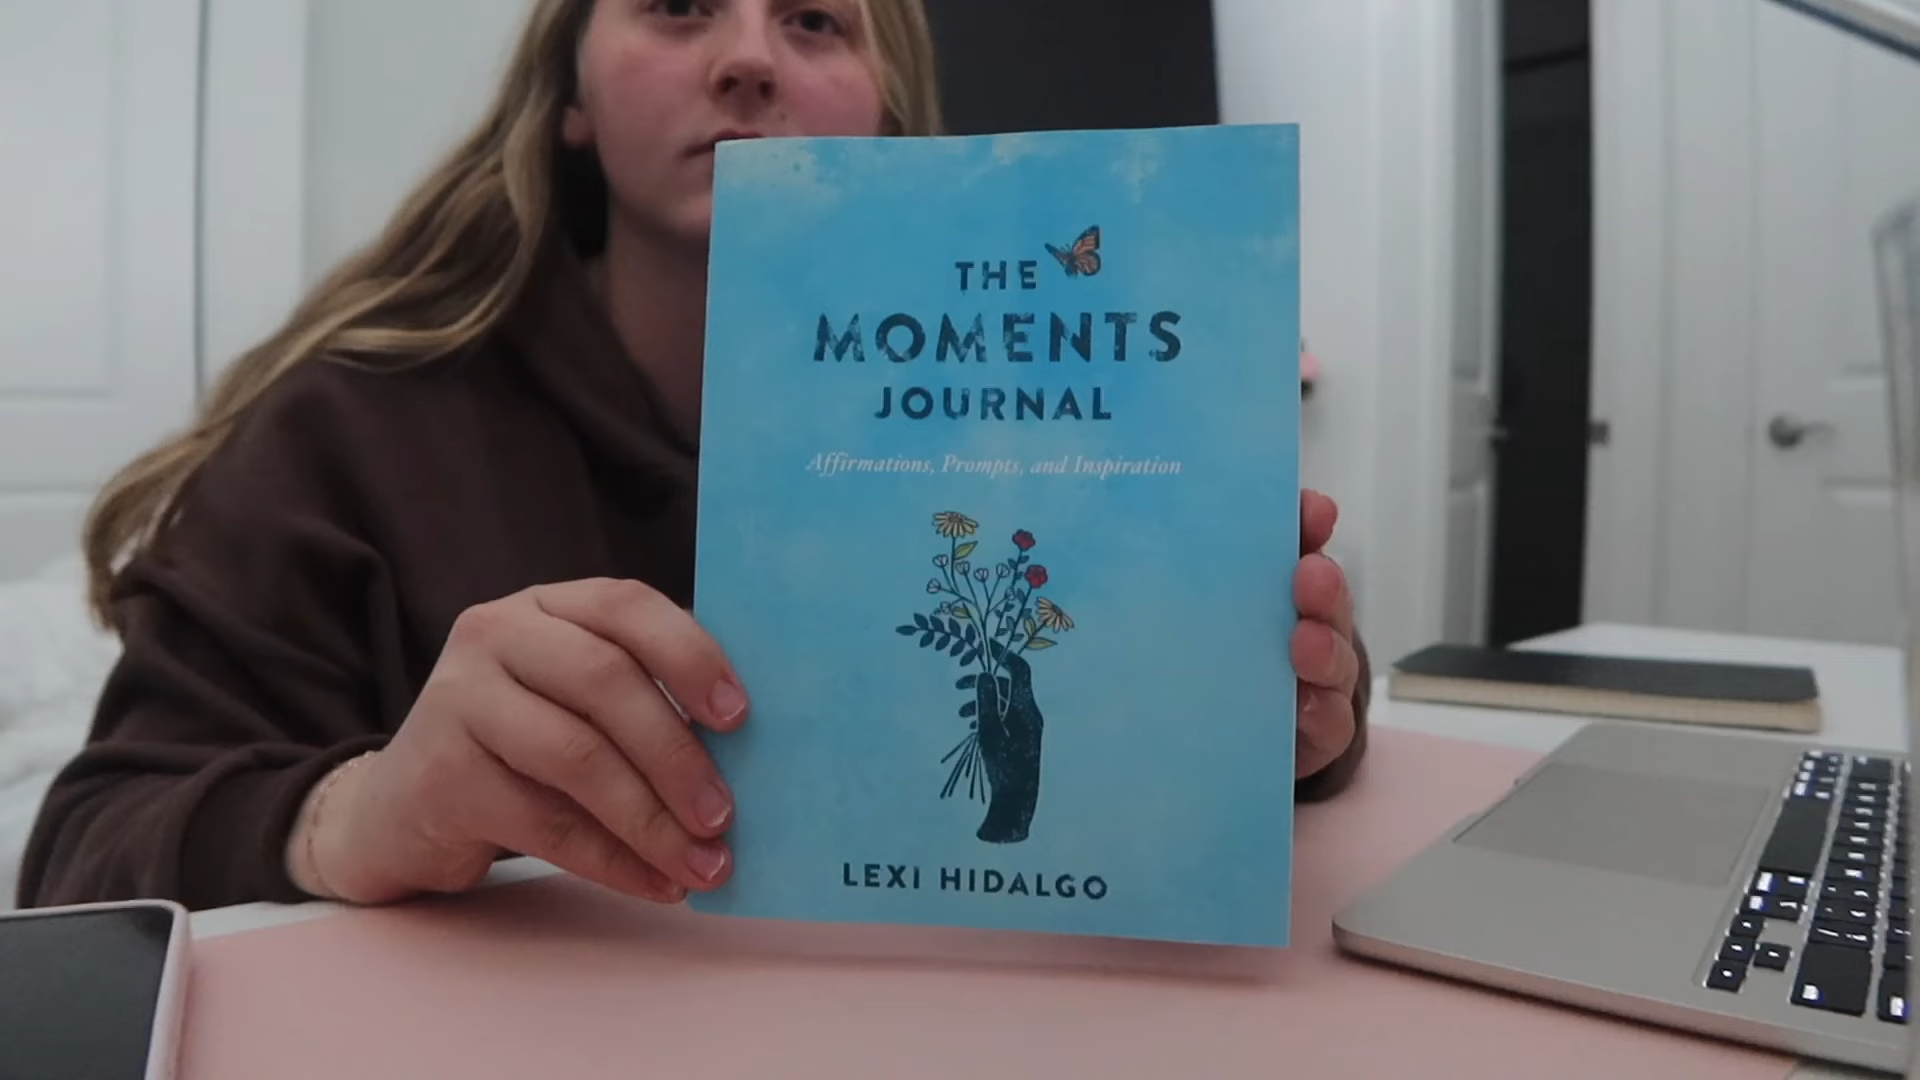 THE
MOMENTS
JOURNAL
Affirmations, Prompts, and Inspiration
LEXI HIDALGO